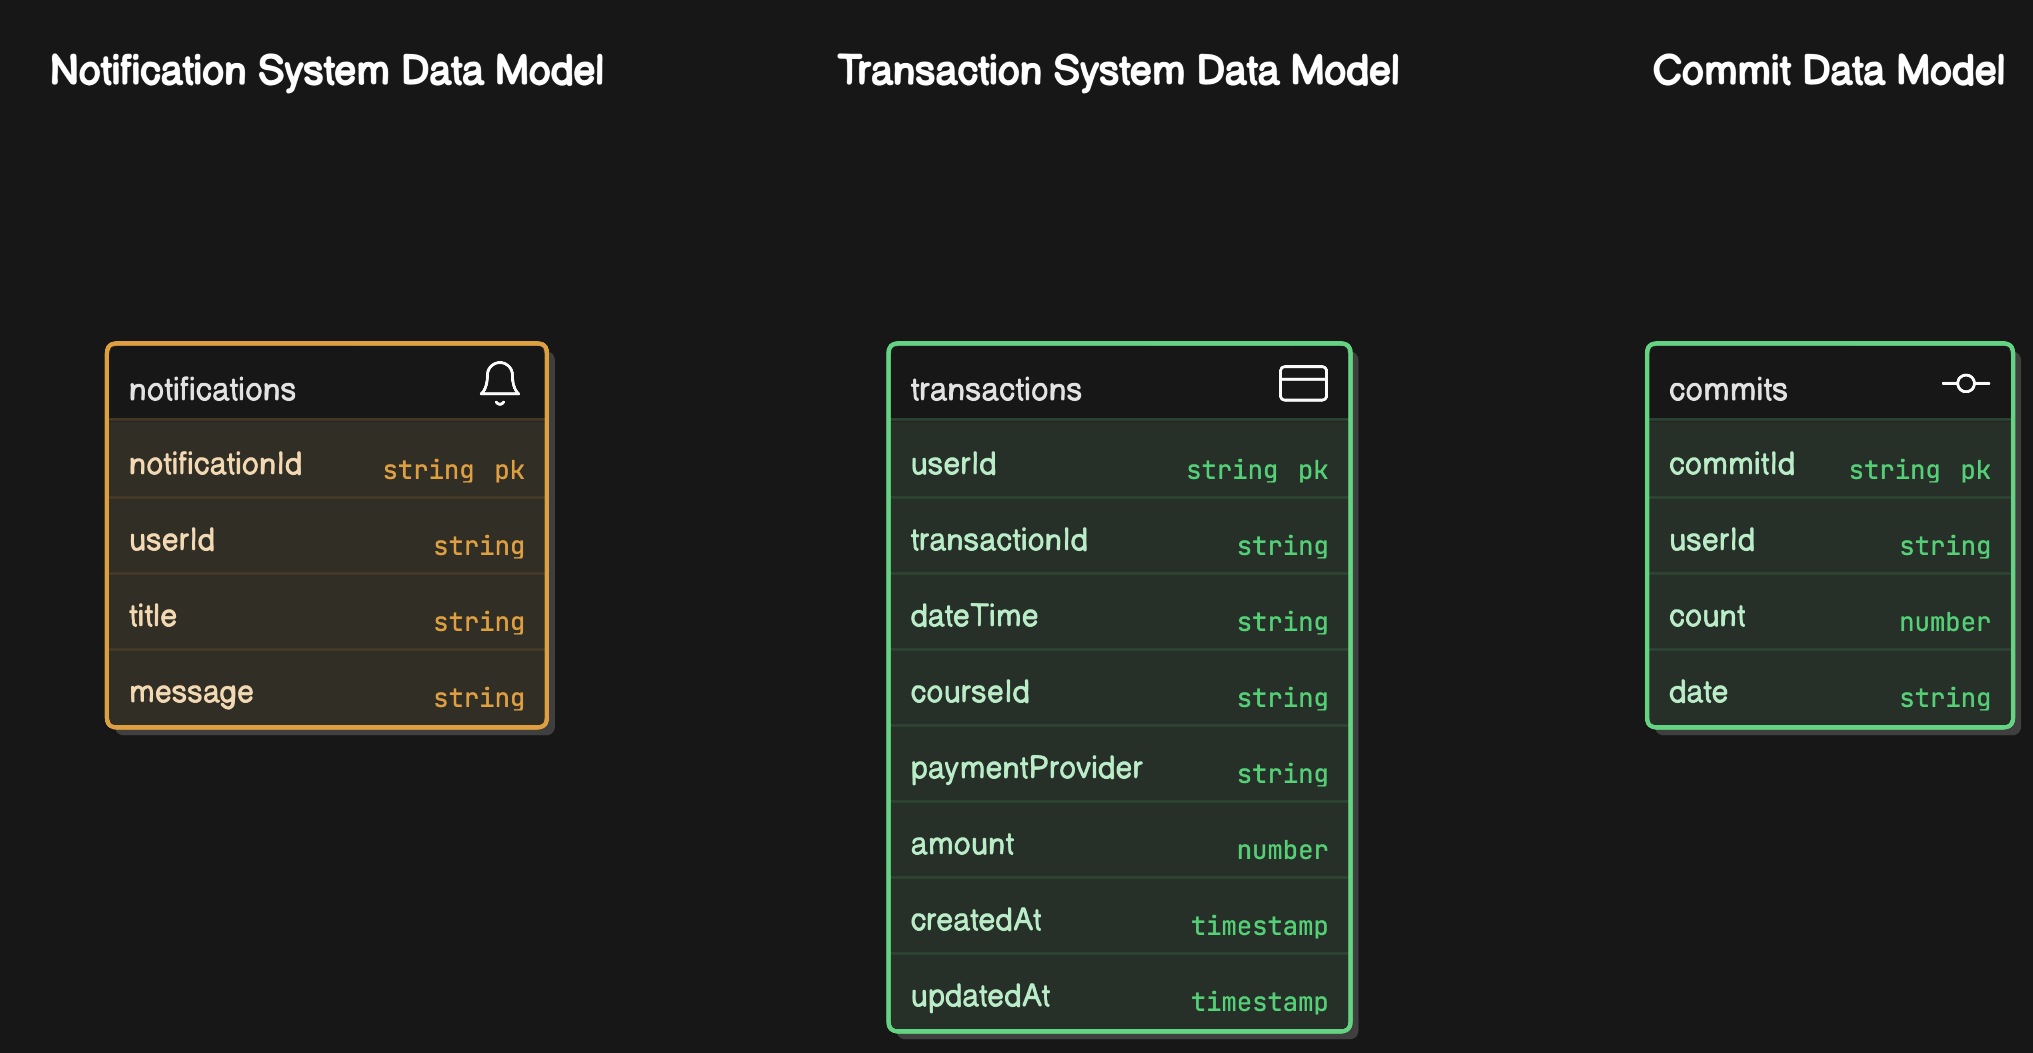 Notification System Data Model
Transaction System Data Model
Commit Data Model
notifications
notificationId string pk
userId string
title string
message string
transactions
userId string pk
transactionId string
dateTime string
courseId string
paymentProvider string
amount number
createdAt timestamp
updatedAt timestamp
commits
commitId string pk
userId string
count number
date string